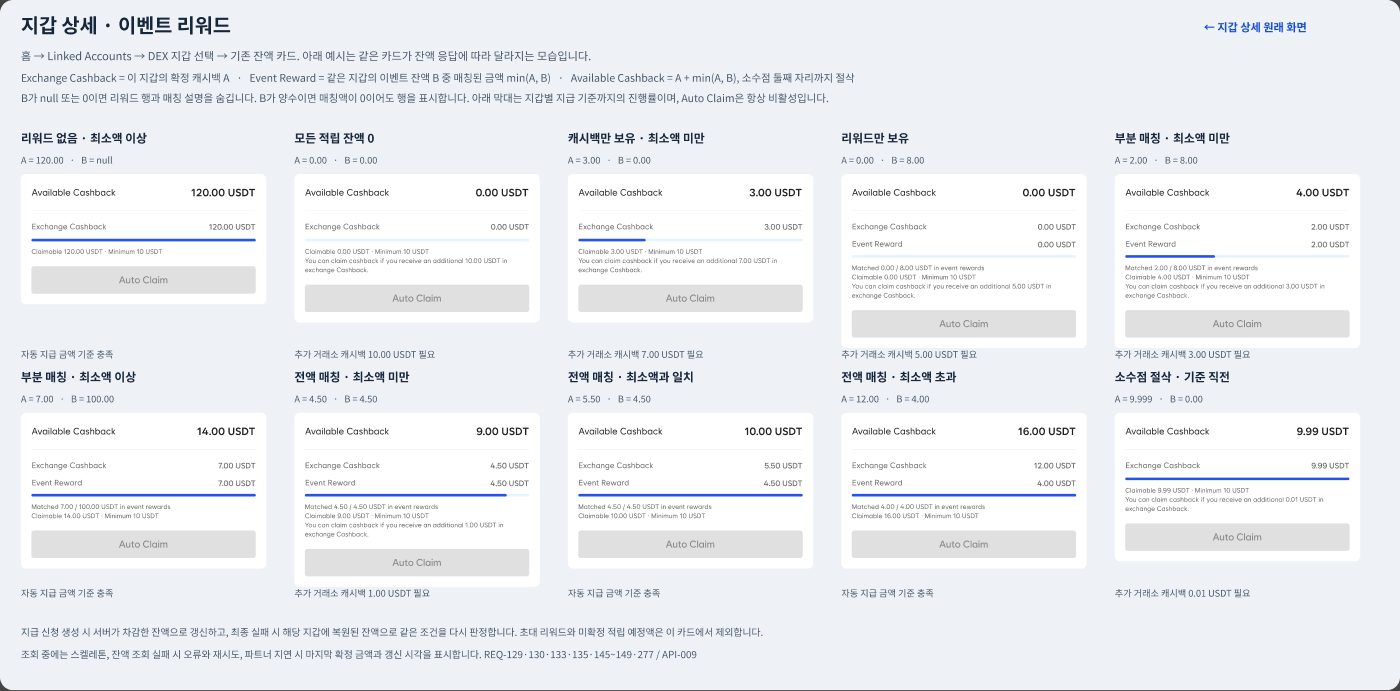 지갑 상세 · 이벤트 리워드
← 지갑 상세 원래 화면
홈 → Linked Accounts → DEX 지갑 선택 → 기존 잔액 카드. 아래 예시는 같은 카드가 잔액 응답에 따라 달라지는 모습입니다.
Exchange Cashback = 이 지갑의 확정 캐시백 A · Event Reward = 같은 지갑의 이벤트 잔액 B 중 매칭된 금액 min(A, B) · Available Cashback = A + min(A, B), 소수점 둘째 자리까지 절삭
B가 null 또는 0이면 리워드 행과 매칭 설명을 숨깁니다. B가 양수이면 매칭액이 0이어도 행을 표시합니다. 아래 막대는 지갑별 지급 기준까지의 진행률이며, Auto Claim은 항상 비활성입니다.
리워드 없음 · 최소액 이상
A = 120.00 · B = null
Available Cashback 120.00 USDT
Exchange Cashback 120.00 USDT
Claimable 120.00 USDT · Minimum 10 USDT
Auto Claim
자동 지급 금액 기준 충족
모든 적립 잔액 0
A = 0.00 · B = 0.00
Available Cashback 0.00 USDT
Exchange Cashback 0.00 USDT
Claimable 0.00 USDT · Minimum 10 USDT
You can claim cashback if you receive an additional 10.00 USDT in
exchange Cashback.
Auto Claim
추가 거래소 캐시백 10.00 USDT 필요
캐시백만 보유 · 최소액 미만
A = 3.00 · B = 0.00
Available Cashback 3.00 USDT
Exchange Cashback 3.00 USDT
Claimable 3.00 USDT · Minimum 10 USDT
You can claim cashback if you receive an additional 7.00 USDT in
exchange Cashback.
Auto Claim
추가 거래소 캐시백 7.00 USDT 필요
리워드만 보유
A = 0.00 · B = 8.00
Available Cashback 0.00 USDT
Exchange Cashback 0.00 USDT
Event Reward 0.00 USDT
Matched 0.00 / 8.00 USDT in event rewards
Claimable 0.00 USDT · Minimum 10 USDT
You can claim cashback if you receive an additional 5.00 USDT in
exchange Cashback.
Auto Claim
추가 거래소 캐시백 5.00 USDT 필요
부분 매칭 · 최소액 미만
A = 2.00 · B = 8.00
Available Cashback 4.00 USDT
Exchange Cashback 2.00 USDT
Event Reward 2.00 USDT
Matched 2.00 / 8.00 USDT in event rewards
Claimable 4.00 USDT · Minimum 10 USDT
You can claim cashback if you receive an additional 3.00 USDT in
exchange Cashback.
Auto Claim
추가 거래소 캐시백 3.00 USDT 필요
부분 매칭 · 최소액 이상
A = 7.00 · B = 100.00
Available Cashback 14.00 USDT
Exchange Cashback 7.00 USDT
Event Reward 7.00 USDT
Matched 7.00 / 100.00 USDT in event rewards
Claimable 14.00 USDT · Minimum 10 USDT
Auto Claim
자동 지급 금액 기준 충족
전액 매칭 · 최소액 미만
A = 4.50 · B = 4.50
Available Cashback 9.00 USDT
Exchange Cashback 4.50 USDT
Event Reward 4.50 USDT
Matched 4.50 / 4.50 USDT in event rewards
Claimable 9.00 USDT · Minimum 10 USDT
You can claim cashback if you receive an additional 1.00 USDT in
exchange Cashback.
Auto Claim
추가 거래소 캐시백 1.00 USDT 필요
전액 매칭 · 최소액과 일치
A = 5.50 · B = 4.50
Available Cashback 10.00 USDT
Exchange Cashback 5.50 USDT
Event Reward 4.50 USDT
Matched 4.50 / 4.50 USDT in event rewards
Claimable 10.00 USDT · Minimum 10 USDT
Auto Claim
자동 지급 금액 기준 충족
전액 매칭 · 최소액 초과
A = 12.00 · B = 4.00
Available Cashback 16.00 USDT
Exchange Cashback 12.00 USDT
Event Reward 4.00 USDT
Matched 4.00 / 4.00 USDT in event rewards
Claimable 16.00 USDT · Minimum 10 USDT
Auto Claim
자동 지급 금액 기준 충족
소수점 절삭 · 기준 직전
A = 9.999 · B = 0.00
Available Cashback 9.99 USDT
Exchange Cashback 9.99 USDT
Claimable 9.99 USDT · Minimum 10 USDT
You can claim cashback if you receive an additional 0.01 USDT in
exchange Cashback.
Auto Claim
추가 거래소 캐시백 0.01 USDT 필요
지급 신청 생성 시 서버가 차감한 잔액으로 갱신하고, 최종 실패 시 해당 지갑에 복원된 잔액으로 같은 조건을 다시 판정합니다. 초대 리워드와 미확정 적립 예정액은 이 카드에서 제외합니다.
조회 중에는 스켈레톤, 잔액 조회 실패 시 오류와 재시도, 파트너 지연 시 마지막 확정 금액과 갱신 시각을 표시합니다. REQ-129·130·133·135·145~149·277 / API-009